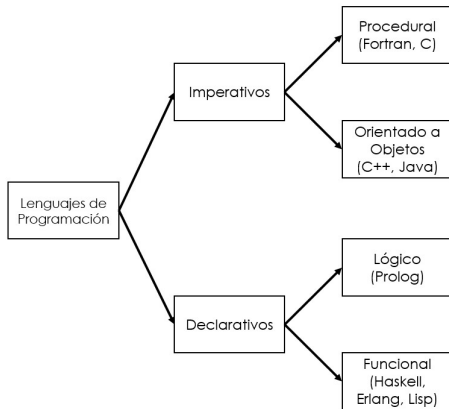 Procedural
(Fortran, C)
Imperativos
Orientado a
Objetos
(C++, Java)
Lenguajes de
Programación
Lógico
(Prolog)
Declarativos
Funcional
(Haskell,
Erlang, Lisp)